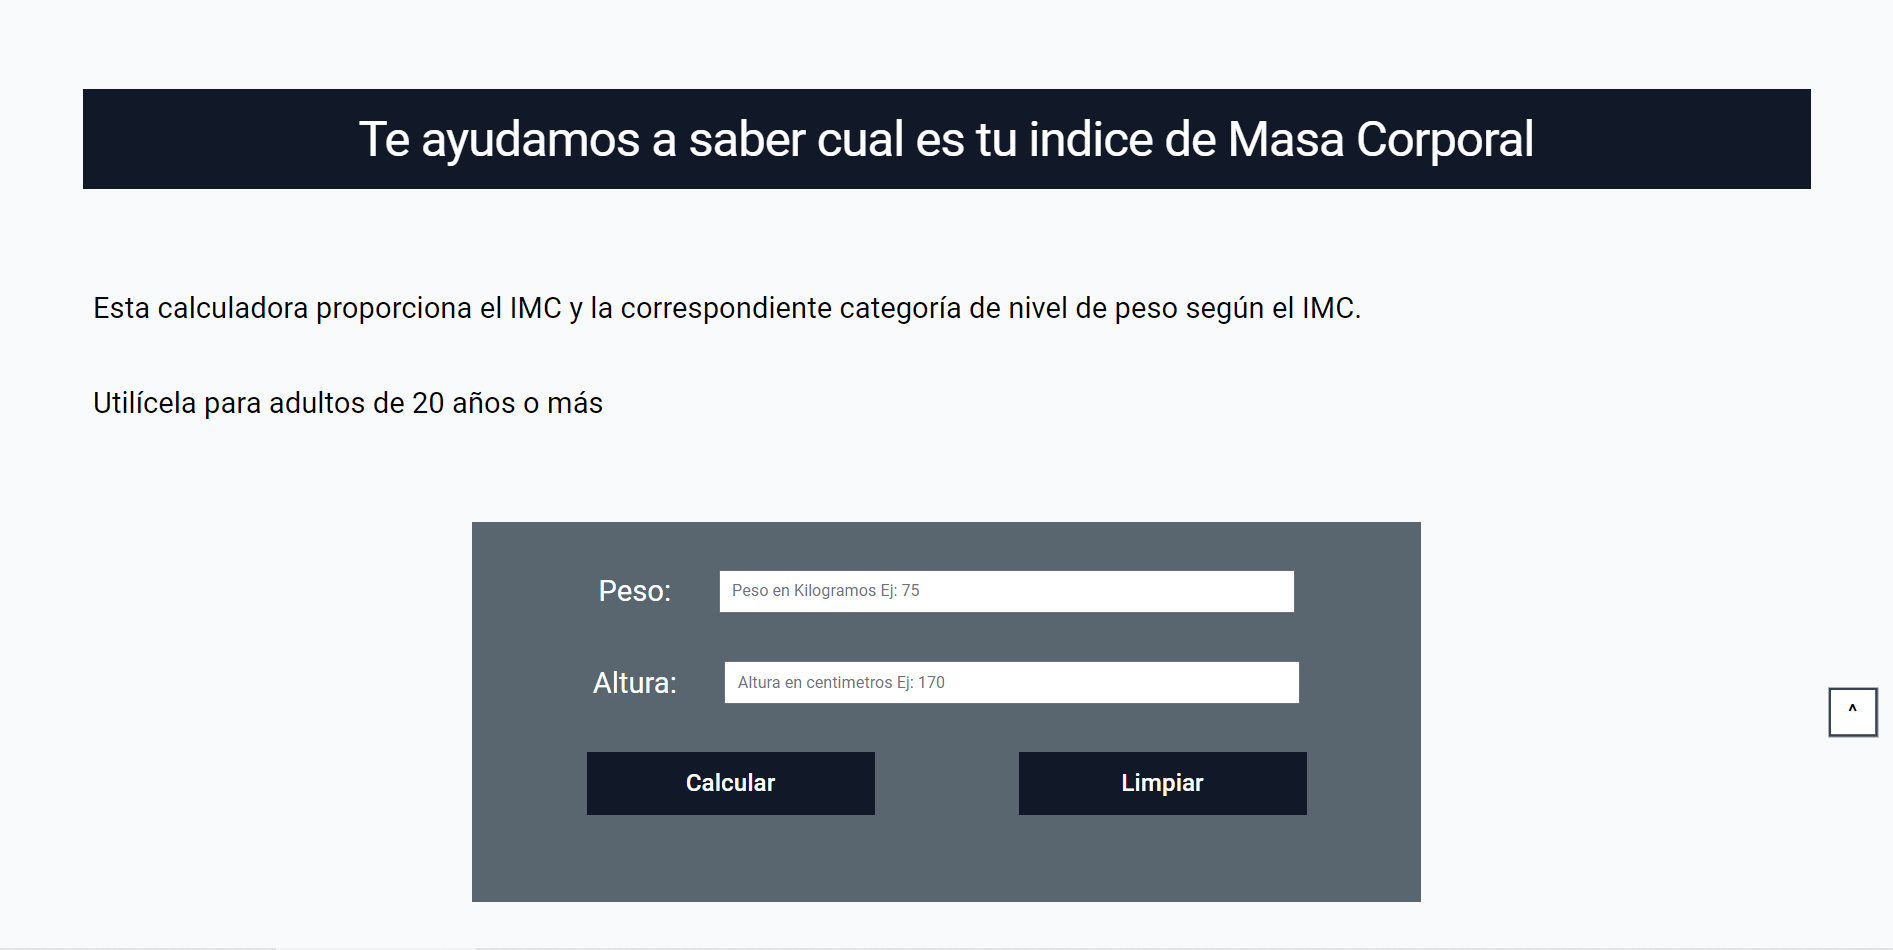 Te ayudamos a saber cual es tu indice de Masa Corporal
Esta calculadora proporciona el IMC y la correspondiente categoría de nivel de peso según el IMC.
Utilícela para adultos de 20 años o más
Peso: Peso en Kilogramos Ej: 75
Altura: Altura en centimetros Ej: 170
^
Calcular Limpiar